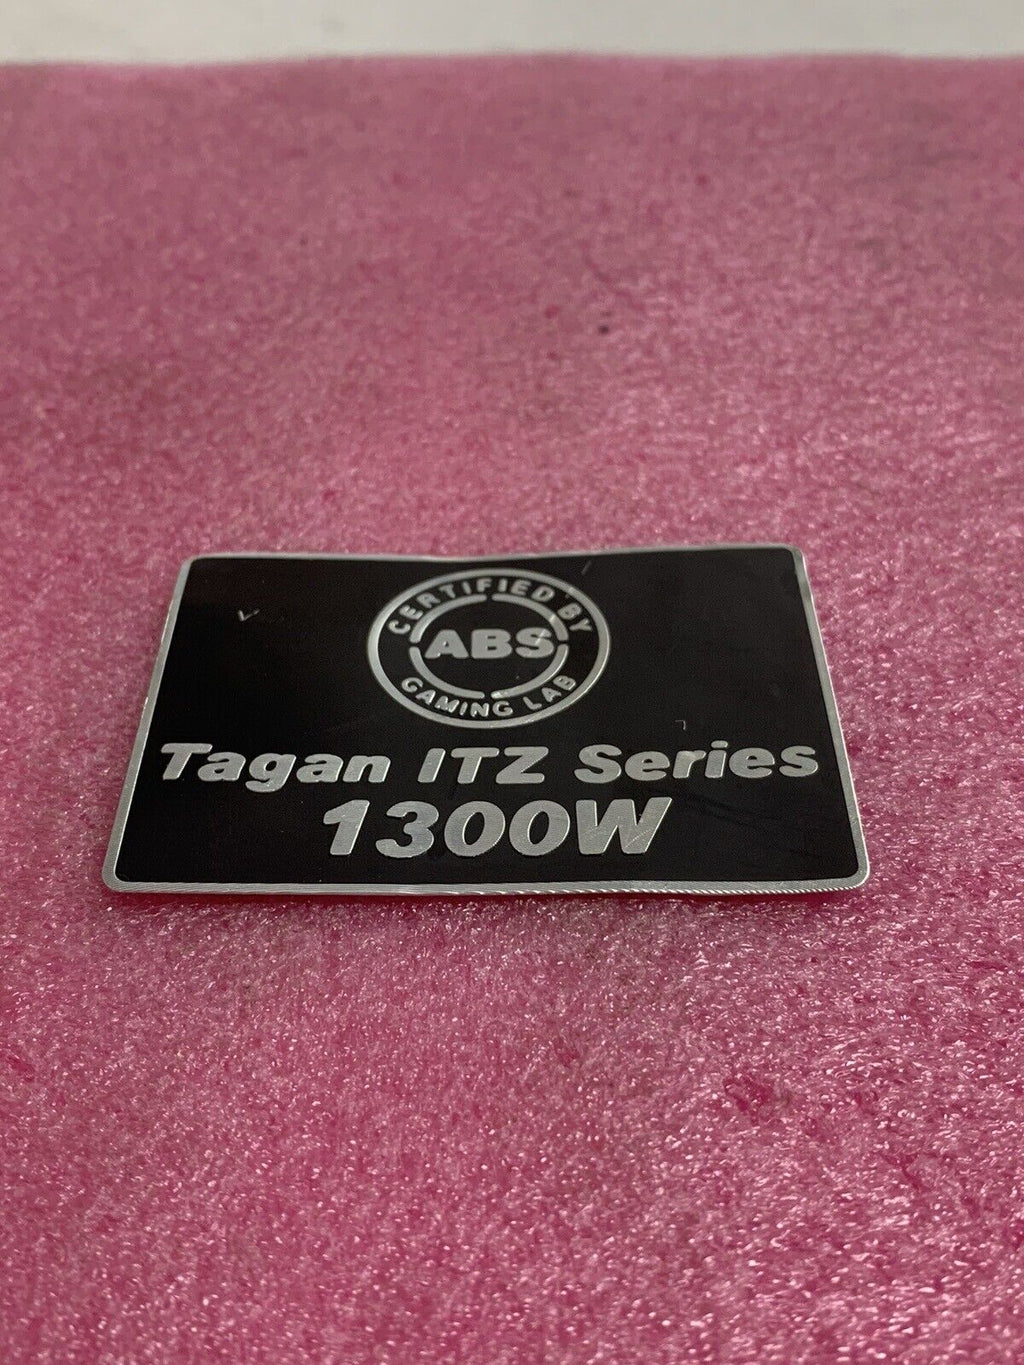 CERTIFIED BY
ABS
GAMING LAB
Tagan ITZ Series
1300W